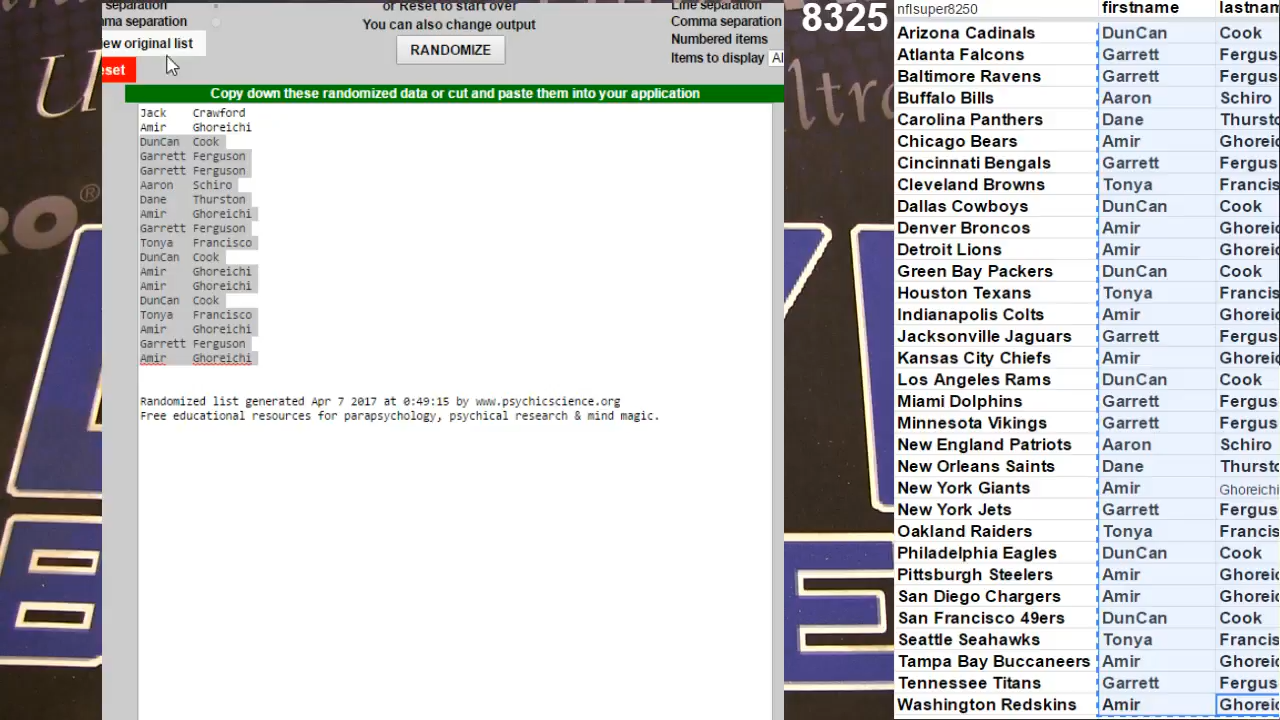 or Reset to start over
You can also change output
RANDOMIZE
ew original list
Comma separation
Numbered items
Items to display
Copy down these randomized data or cut and paste them into your application
Jack Crawford
Amir Ghoreichi
DunCan Cook
Garrett Ferguson
Garrett Ferguson
Aaron Schiro
Dane Thurston
Amir Ghoreichi
Garrett Ferguson
Tonya Francisco
DunCan Cook
Amir Ghoreichi
Amir Ghoreichi
DunCan Cook
Tonya Francisco
Amir Ghoreichi
Garrett Ferguson
Amir Ghoreichi
Randomized list generated Apr 7 2017 at 0:49:15 by www.psychicscience.org
Free educational resources for parapsychology, psychical research & mind magic.
8325
nflsuper8250 firstname lastnan
Arizona Cadinals DunCan Cook
Atlanta Falcons Garrett Fergus
Baltimore Ravens Garrett Fergus
Buffalo Bills Aaron Schiro
Carolina Panthers Dane Thursto
Chicago Bears Amir Ghoreic
Cincinnati Bengals Garrett Fergus
Cleveland Browns Tonya Francis
Dallas Cowboys DunCan Cook
Denver Broncos Amir Ghoreic
Detroit Lions Amir Ghoreic
Green Bay Packers DunCan Cook
Houston Texans Tonya Francis
Indianapolis Colts Amir Ghoreic
Jacksonville Jaguars Garrett Fergus
Kansas City Chiefs Amir Ghoreic
Los Angeles Rams DunCan Cook
Miami Dolphins Garrett Fergus
Minnesota Vikings Garrett Fergus
New England Patriots Aaron Schiro
New Orleans Saints Dane Thursto
New York Giants Amir Ghoreichi
New York Jets Garrett Fergus
Oakland Raiders Tonya Francis
Philadelphia Eagles DunCan Cook
Pittsburgh Steelers Amir Ghoreic
San Diego Chargers Amir Ghoreic
San Francisco 49ers DunCan Cook
Seattle Seahawks Tonya Francis
Tampa Bay Buccaneers Amir Ghoreic
Tennessee Titans Garrett Fergus
Washington Redskins Amir Ghoreic